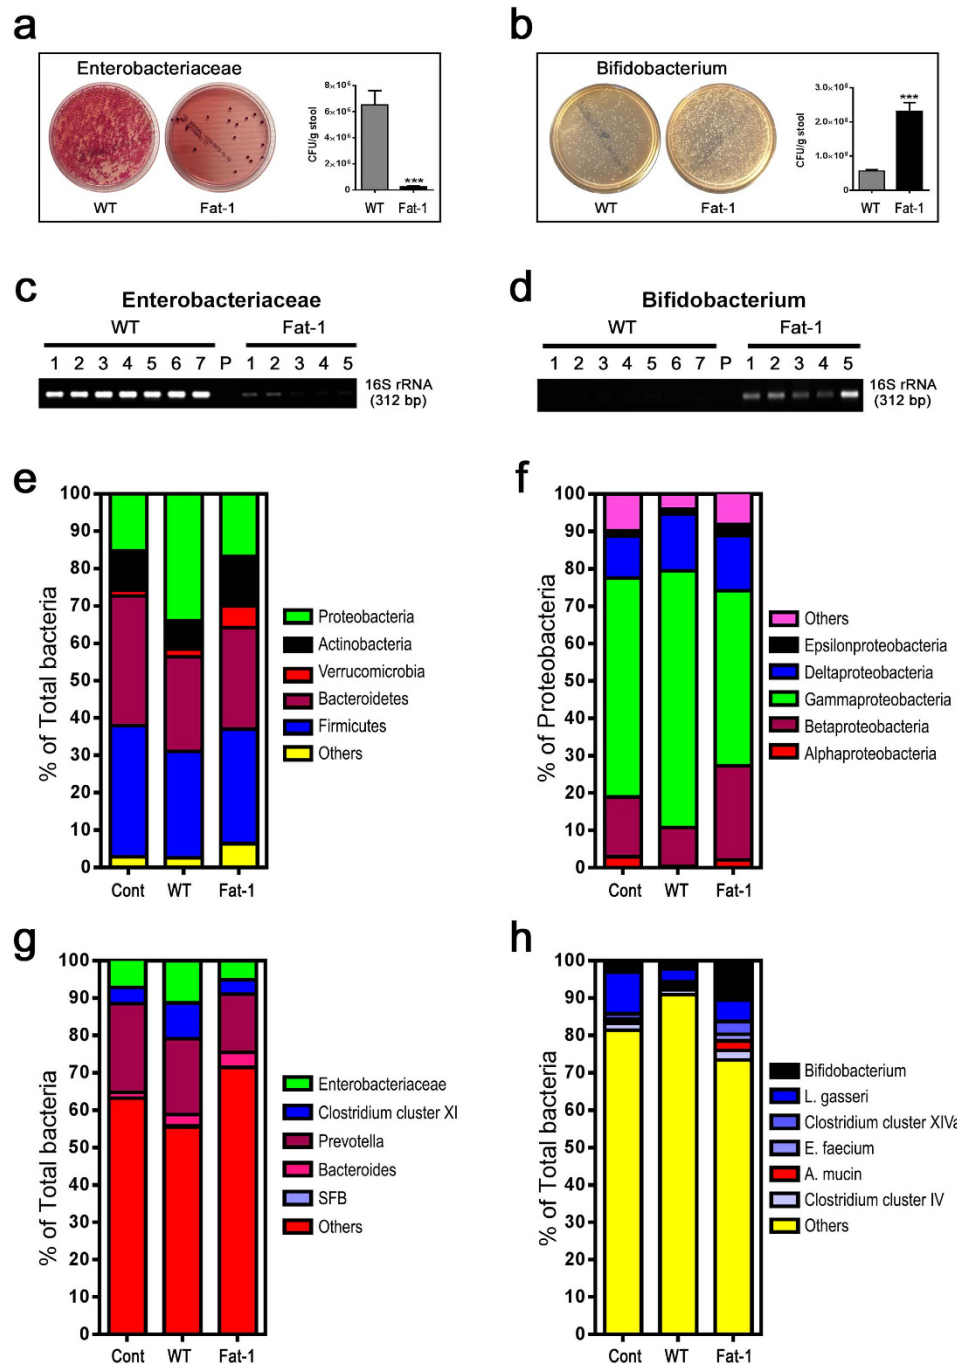 a
Enterobacteriaceae
8×10⁶
6×10⁶
4×10⁶
2×10⁶
0
CFU/g stool
***
WT Fat-1
WT Fat-1
b
Bifidobacterium
3.0×10⁸
2.0×10⁸
1.0×10⁸
0
CFU/g stool
***
WT Fat-1
WT Fat-1
c
Enterobacteriaceae
WT Fat-1
1 2 3 4 5 6 7 P 1 2 3 4 5
16S rRNA
(312 bp)
d
Bifidobacterium
WT Fat-1
1 2 3 4 5 6 7 P 1 2 3 4 5
16S rRNA
(312 bp)
e
% of Total bacteria
100
90
80
70
60
50
40
30
20
10
0
Cont WT Fat-1
Proteobacteria
Actinobacteria
Verrucomicrobia
Bacteroidetes
Firmicutes
Others
f
% of Proteobacteria
100
90
80
70
60
50
40
30
20
10
0
Cont WT Fat-1
Others
Epsilonproteobacteria
Deltaproteobacteria
Gammaproteobacteria
Betaproteobacteria
Alphaproteobacteria
g
% of Total bacteria
100
90
80
70
60
50
40
30
20
10
0
Cont WT Fat-1
Enterobacteriaceae
Clostridium cluster XI
Prevotella
Bacteroides
SFB
Others
h
% of Total bacteria
100
90
80
70
60
50
40
30
20
10
0
Cont WT Fat-1
Bifidobacterium
L. gasseri
Clostridium cluster XIVa
E. faecium
A. mucin
Clostridium cluster IV
Others